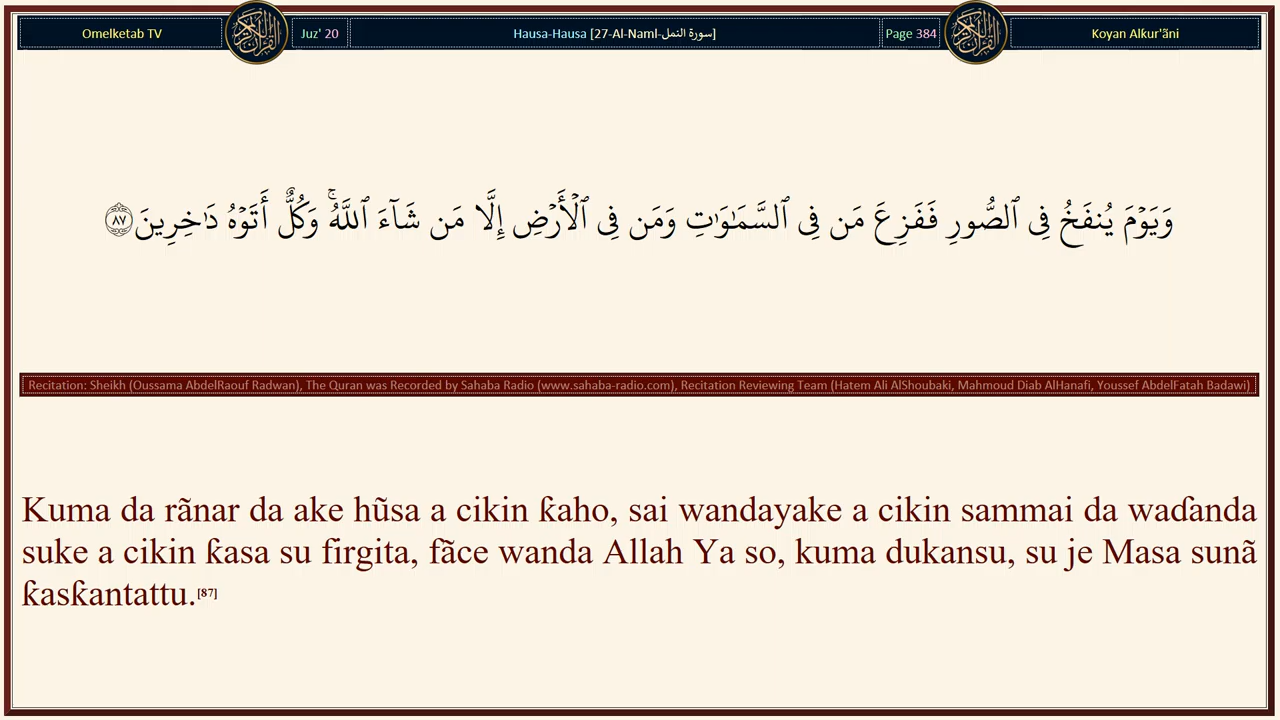 Omelketab TV
Juz' 20
Hausa-Hausa [27-Al-Naml-سورة النمل]
Page 384
Koyan Alƙur'ãni
وَيَوْمَ يُنفَخُ فِى ٱلصُّورِ فَفَزِعَ مَن فِى ٱلسَّمَـٰوَٰتِ وَمَن فِى ٱلْأَرْضِ إِلَّا مَن شَآءَ ٱللَّهُ ۚ وَكُلٌّ أَتَوْهُ دَٰخِرِينَ ٨٧
Recitation: Sheikh (Oussama AbdelRaouf Radwan), The Quran was Recorded by Sahaba Radio (www.sahaba-radio.com), Recitation Reviewing Team (Hatem Ali AlShoubaki, Mahmoud Diab AlHanafi, Youssef AbdelFatah Badawi)
Kuma da rãnar da ake hũsa a cikin ƙaho, sai wandayake a cikin sammai da waɗanda
suke a cikin ƙasa su firgita, fãce wanda Allah Ya so, kuma dukansu, su je Masa sunã
ƙasƙantattu.[87]